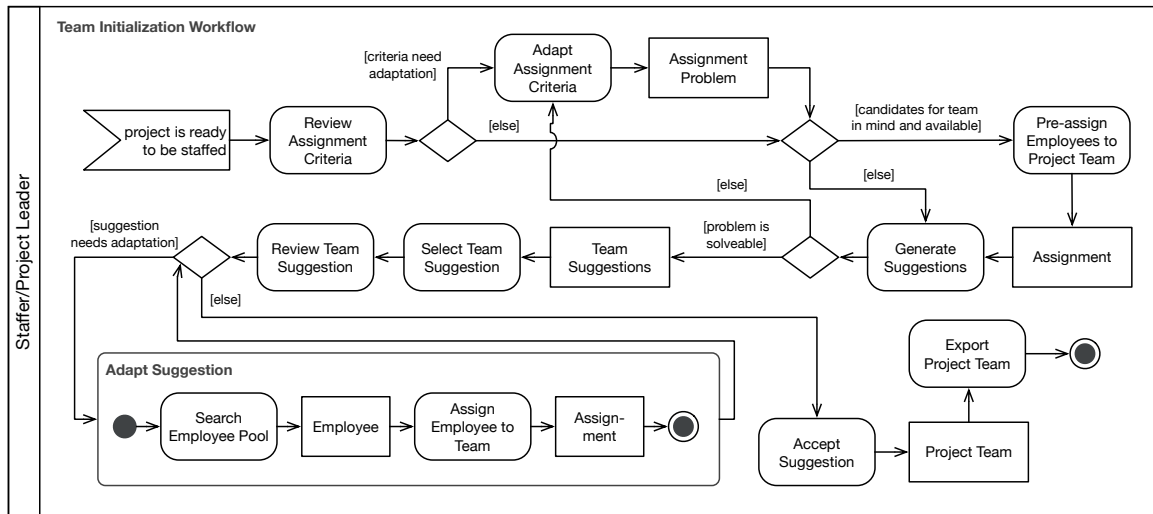 Staffer/Project Leader
Team Initialization Workflow
project is ready
to be staffed
Review
Assignment
Criteria
[criteria need
adaptation]
[else]
Adapt
Assignment
Criteria
Assignment
Problem
[candidates for team
in mind and available]
[else]
Pre-assign
Employees to
Project Team
Assignment
Generate
Suggestions
[else]
[problem is
solveable]
Team
Suggestions
Select Team
Suggestion
Review Team
Suggestion
[suggestion
needs adaptation]
[else]
Adapt Suggestion
Search
Employee Pool
Employee
Assign
Employee to
Team
Assign-
ment
Accept
Suggestion
Project Team
Export
Project Team